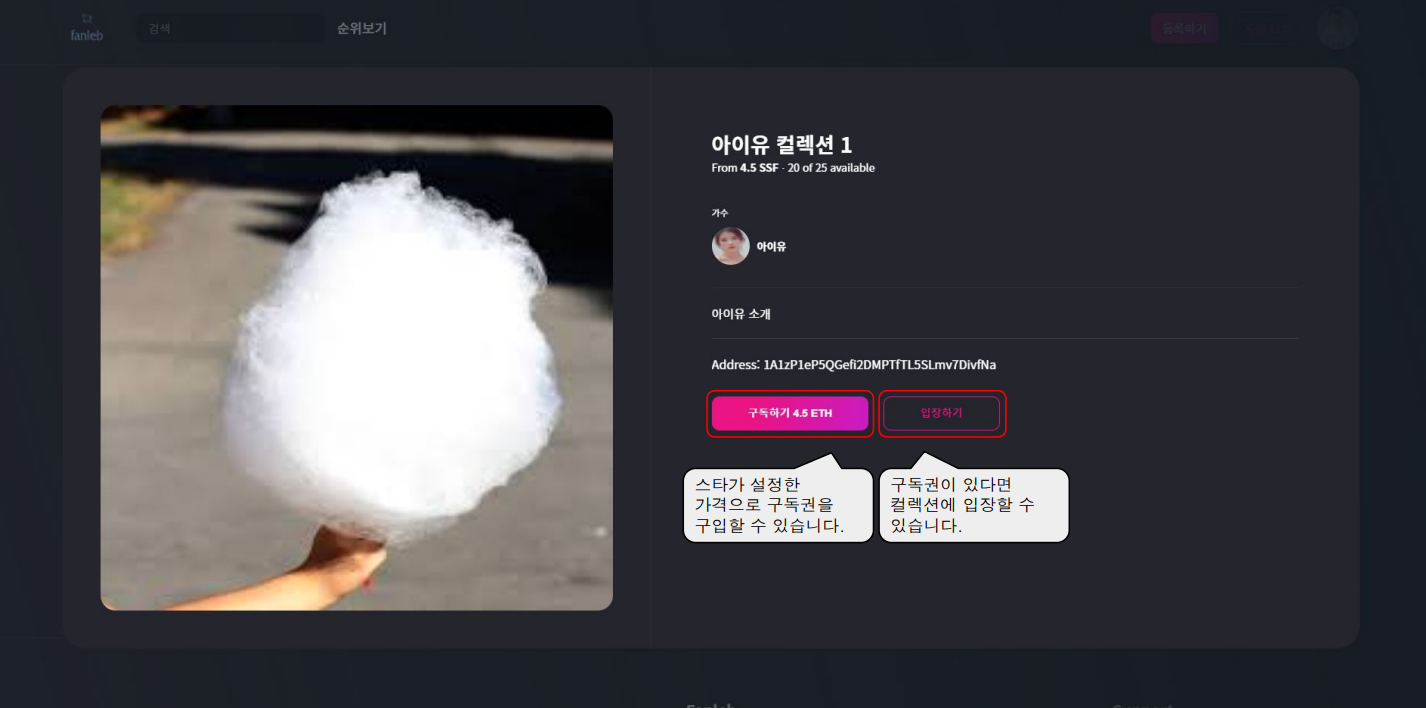 fanleb
검색
순위보기
등록하기
아이유 컬렉션 1
From 4.5 SSF · 20 of 25 available
가수
아이유
아이유 소개
Address: 1A1zP1eP5QGefi2DMPTfTL5SLmv7DivfNa
구독하기 4.5 ETH
입장하기
스타가 설정한
가격으로 구독권을
구입할 수 있습니다.
구독권이 있다면
컬렉션에 입장할 수
있습니다.
Fanleb